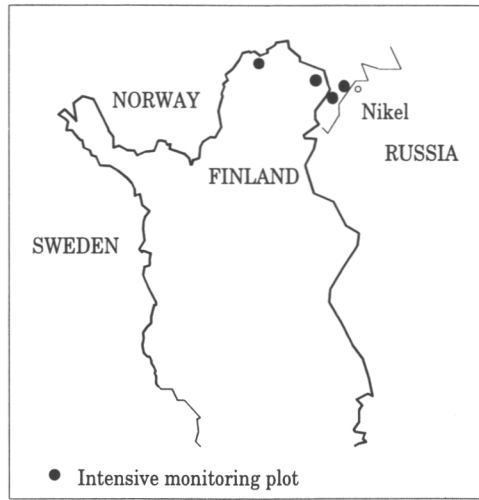 NORWAY
Nikel
RUSSIA
FINLAND
SWEDEN
Intensive monitoring plot